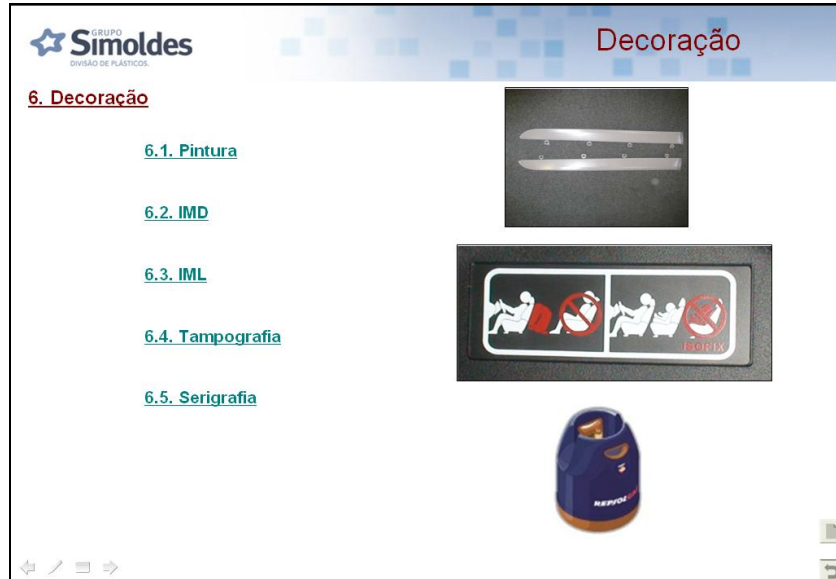 GRUPO
Simoldes
DIVISÃO DE PLÁSTICOS
Decoração
6. Decoração
6.1. Pintura
6.2. IMD
6.3. IML
6.4. Tampografia
6.5. Serigrafia
ISOFIX
REPSOL